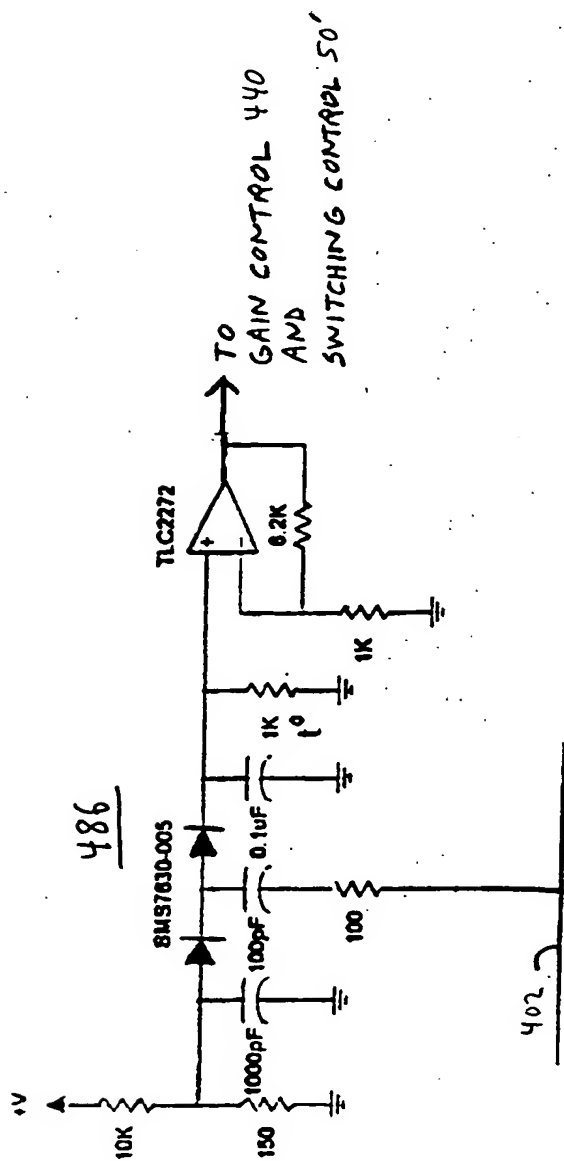 +V
10K
150
1000pF
486
SMS7630-005
100pF
100
402
0.1uF
1K
t°
TLC2272
+
-
6.2K
1K
TO
GAIN CONTROL 440
AND
SWITCHING CONTROL 50'